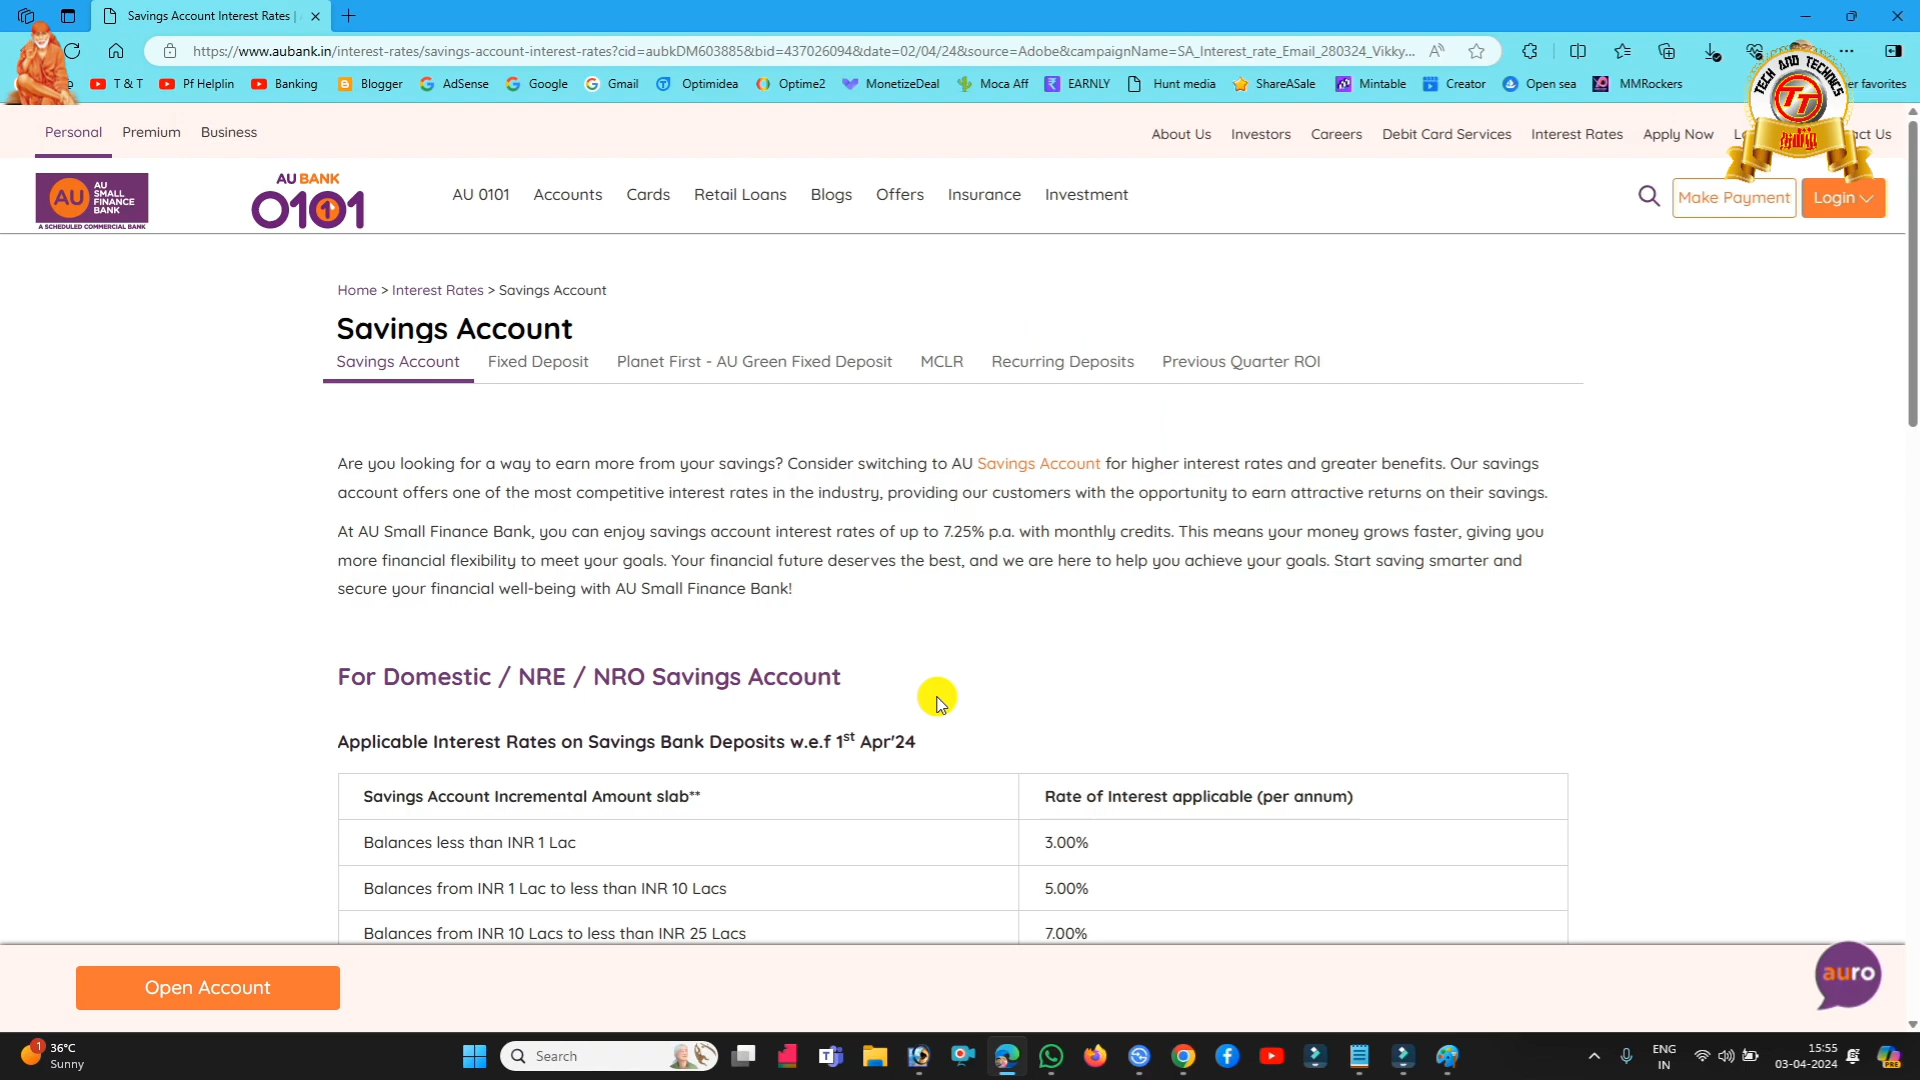 Savings Account Interest Rates |
https://www.aubank.in/interest-rates/savings-account-interest-rates?cid=aubkDM603885&bid=437026094&date=02/04/24&source=Adobe&campaignName=SA_Interest_rate_Email_280324_Vikky...
T & T Pf Helplin Banking Blogger AdSense Google Gmail Optimidea Optime2 MonetizeDeal Moca Aff EARNLY Hunt media ShareASale Mintable Creator Open sea MMRockers er favorites
TECH AND TECHNICS
TT
Personal Premium Business About Us Investors Careers Debit Card Services Interest Rates Apply Now act Us
AU
AU
SMALL
FINANCE
BANK
A SCHEDULED COMMERCIAL BANK
AU BANK
0101
AU 0101 Accounts Cards Retail Loans Blogs Offers Insurance Investment Make Payment Login
Home > Interest Rates > Savings Account
Savings Account
Savings Account Fixed Deposit Planet First - AU Green Fixed Deposit MCLR Recurring Deposits Previous Quarter ROI
Are you looking for a way to earn more from your savings? Consider switching to AU Savings Account for higher interest rates and greater benefits. Our savings
account offers one of the most competitive interest rates in the industry, providing our customers with the opportunity to earn attractive returns on their savings.
At AU Small Finance Bank, you can enjoy savings account interest rates of up to 7.25% p.a. with monthly credits. This means your money grows faster, giving you
more financial flexibility to meet your goals. Your financial future deserves the best, and we are here to help you achieve your goals. Start saving smarter and
secure your financial well-being with AU Small Finance Bank!
For Domestic / NRE / NRO Savings Account
Applicable Interest Rates on Savings Bank Deposits w.e.f 1st Apr'24
Savings Account Incremental Amount slab** Rate of Interest applicable (per annum)
Balances less than INR 1 Lac 3.00%
Balances from INR 1 Lac to less than INR 10 Lacs 5.00%
Balances from INR 10 Lacs to less than INR 25 Lacs 7.00%
Open Account
auro
1 36°C
Sunny
Search
ENG
IN
15:55
03-04-2024